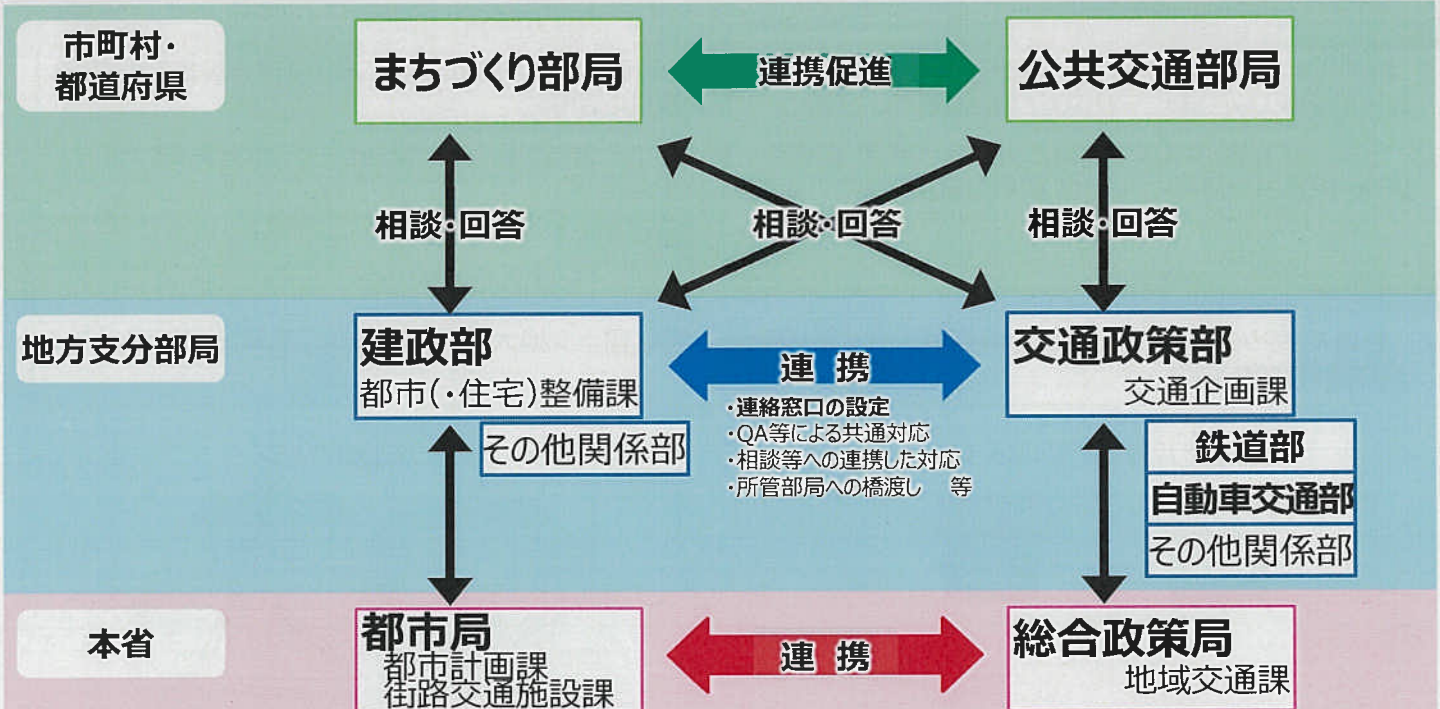 市町村・
都道府県
まちづくり部局
連携促進
公共交通部局
相談・回答
相談・回答
相談・回答
地方支分部局
建政部
都市(・住宅)整備課
その他関係部
連 携
・連絡窓口の設定
・QA等による共通対応
・相談等への連携した対応
・所管部局への橋渡し 等
交通政策部
交通企画課
鉄道部
自動車交通部
その他関係部
本省
都市局
都市計画課
街路交通施設課
連 携
総合政策局
地域交通課